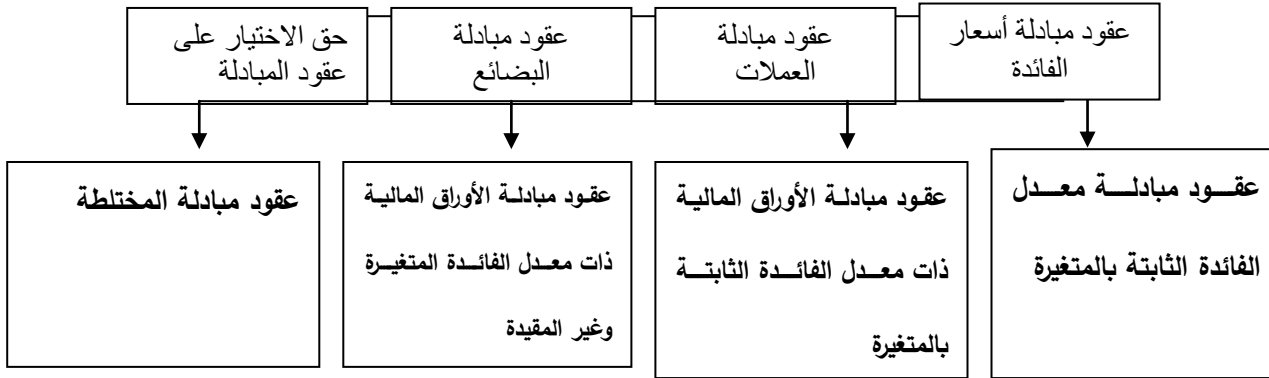 عقود مبادلة أسعار
الفائدة
عقود مبادلة
العملات
عقود مبادلة
البضائع
حق الاختيار على
عقود المبادلة
عقود مبادلة معدل
الفائدة الثابتة بالمتغيرة
عقود مبادلة الأوراق المالية
ذات معدل الفائدة الثابتة
بالمتغيرة
عقود مبادلة الأوراق المالية
ذات معدل الفائدة المتغيرة
وغير المقيدة
عقود مبادلة المختلطة